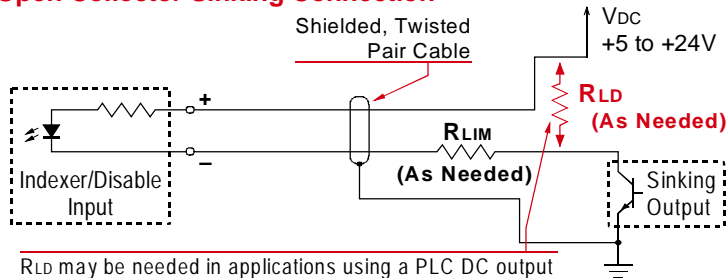 Open Collector Sinking Connection
Shielded, Twisted
Pair Cable
VDC
+5 to +24V
+
RLD
(As Needed)
RLIM
(As Needed)
–
Indexer/Disable
Input
Sinking
Output
RLD may be needed in applications using a PLC DC output